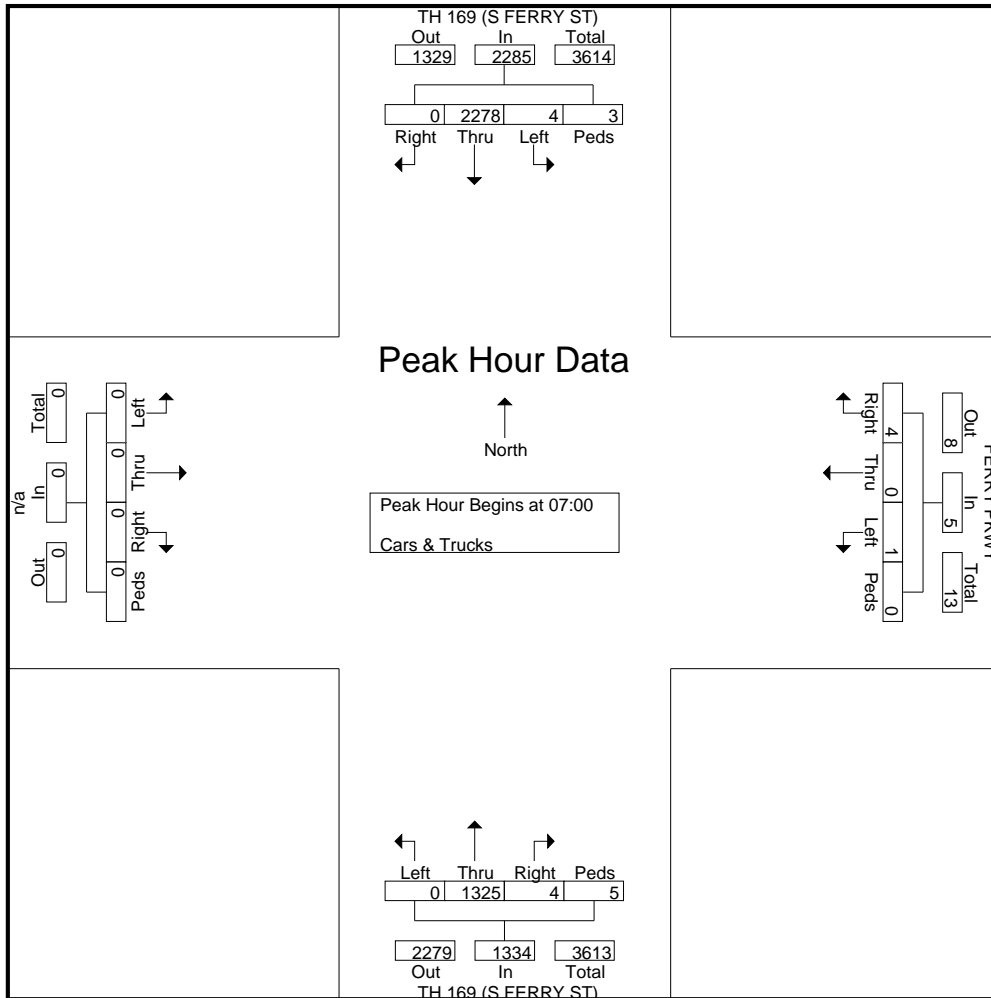 TH 169 (S FERRY ST)
Out In Total
1329 2285 3614
0 2278 4 3
Right Thru Left Peds
Peak Hour Data
North
Peak Hour Begins at 07:00
Cars & Trucks
n/a
Total In Out
0 0 0
0 0 0 0
Left Thru Right Peds
FERRY PKWY
Out In Total
8 5 13
4 0 1 0
Right Thru Left Peds
Left Thru Right Peds
0 1325 4 5
2279 1334 3613
Out In Total
TH 169 (S FERRY ST)